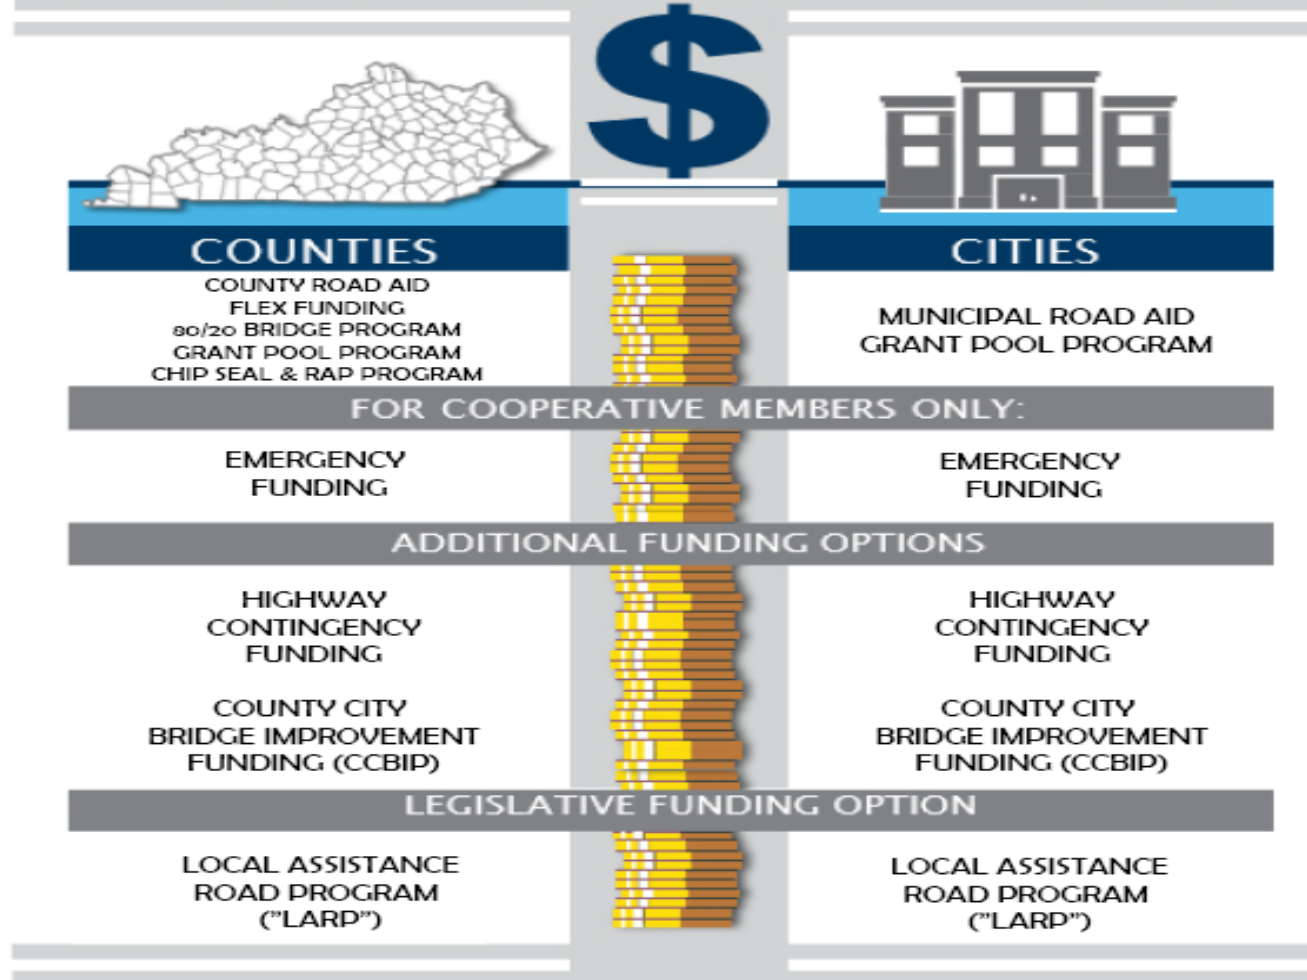 $
COUNTIES
COUNTY ROAD AID
FLEX FUNDING
80/20 BRIDGE PROGRAM
GRANT POOL PROGRAM
CHIP SEAL & RAP PROGRAM
CITIES
MUNICIPAL ROAD AID
GRANT POOL PROGRAM
FOR COOPERATIVE MEMBERS ONLY:
EMERGENCY
FUNDING
EMERGENCY
FUNDING
ADDITIONAL FUNDING OPTIONS
HIGHWAY
CONTINGENCY
FUNDING
COUNTY CITY
BRIDGE IMPROVEMENT
FUNDING (CCBIP)
HIGHWAY
CONTINGENCY
FUNDING
COUNTY CITY
BRIDGE IMPROVEMENT
FUNDING (CCBIP)
LEGISLATIVE FUNDING OPTION
LOCAL ASSISTANCE
ROAD PROGRAM
("LARP")
LOCAL ASSISTANCE
ROAD PROGRAM
("LARP")